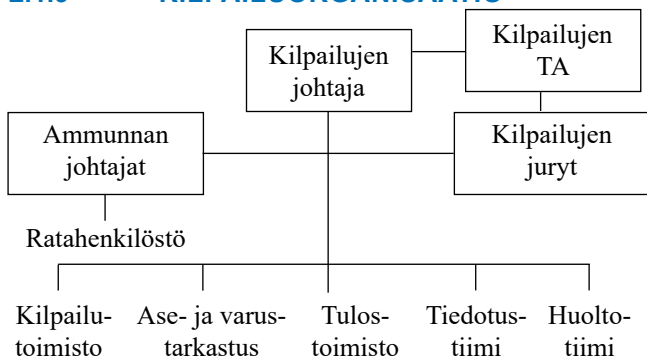 Kilpailujen
johtaja
Kilpailujen
TA
Ammunnan
johtajat
Kilpailujen
juryt
Ratahenkilöstö
Kilpailu-
toimisto
Ase- ja varus-
tarkastus
Tulos-
toimisto
Tiedotus-
tiimi
Huolto-
tiimi